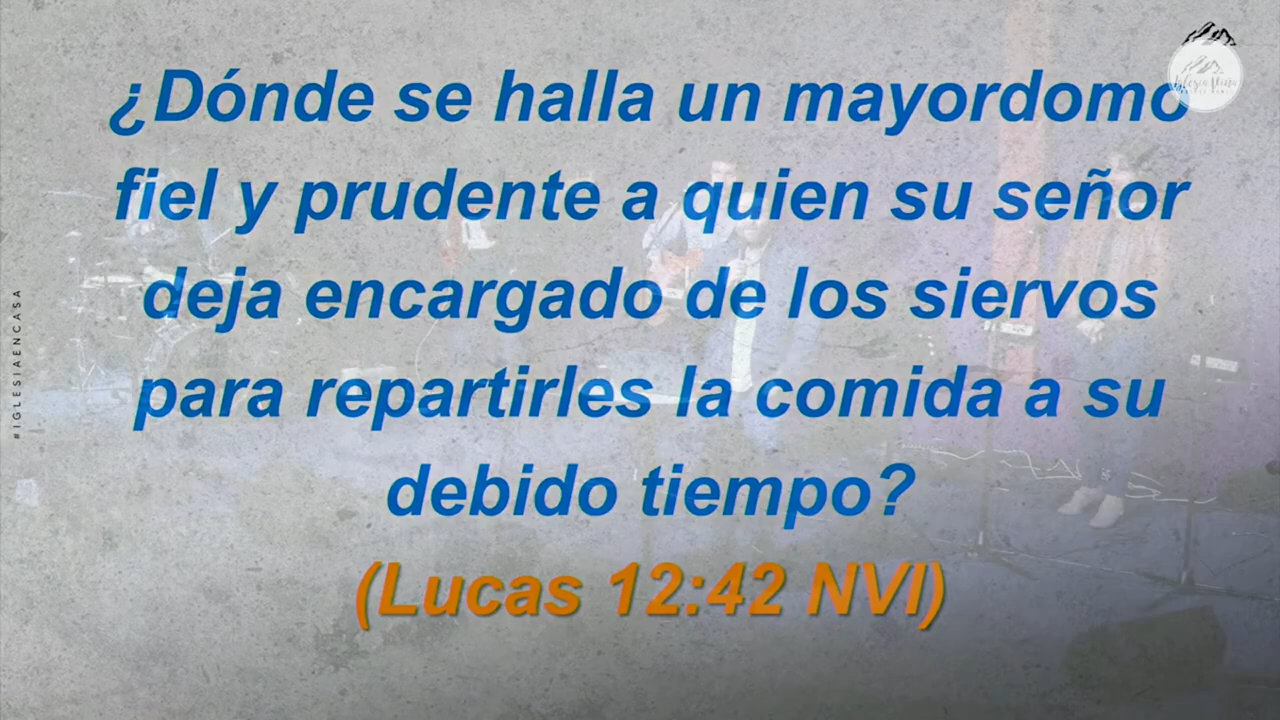 ¿Dónde se halla un mayordomo
fiel y prudente a quien su señor
deja encargado de los siervos
para repartirles la comida a su
debido tiempo?
(Lucas 12:42 NVI)
#IGLESIAENCASA